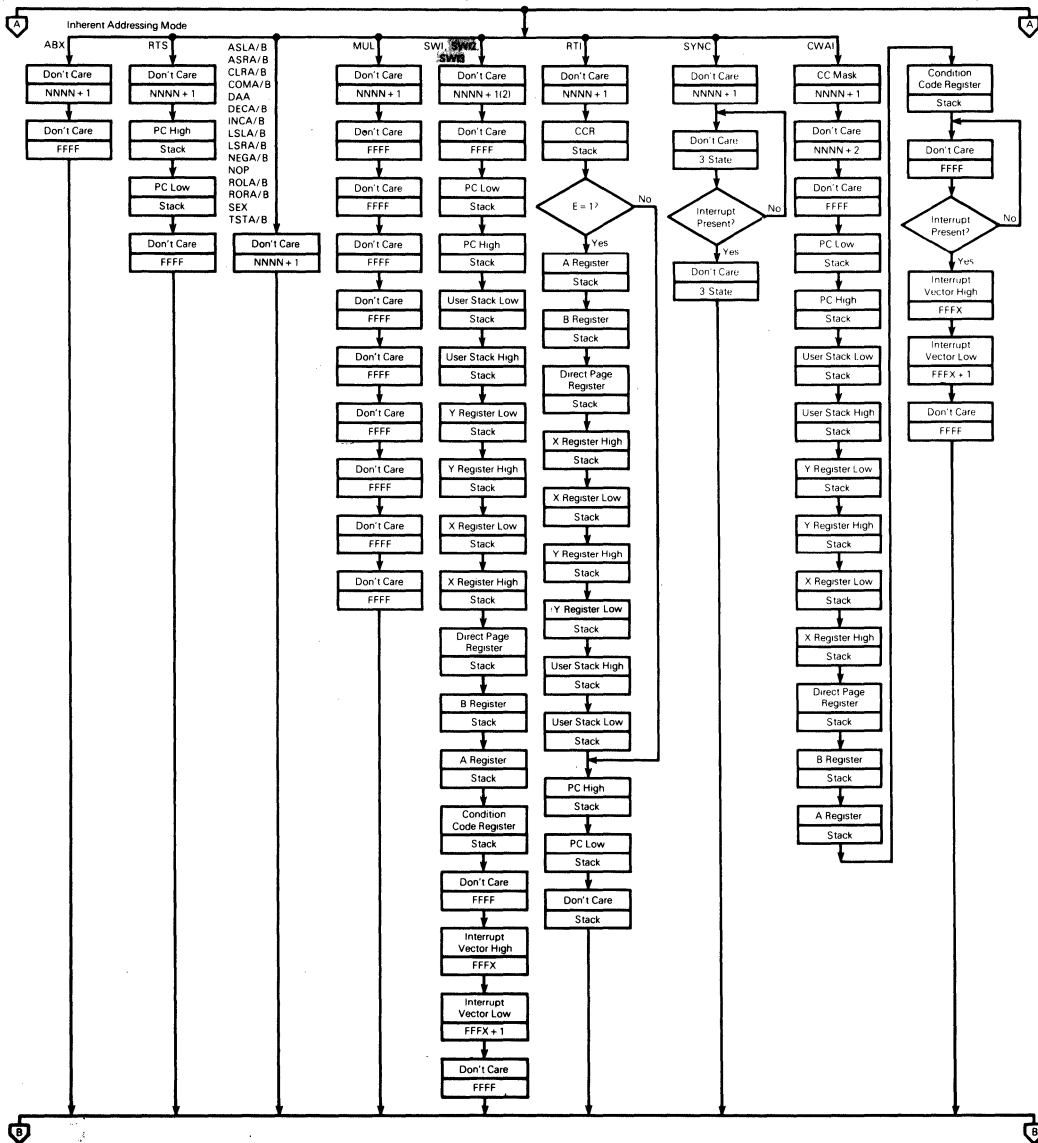 A
A
Inherent Addressing Mode
ABX
Don't Care
NNNN + 1
Don't Care
FFFF
RTS
Don't Care
NNNN + 1
PC High
Stack
PC Low
Stack
Don't Care
FFFF
ASLA/B
ASRA/B
CLRA/B
COMA/B
DAA
DECA/B
INCA/B
LSLA/B
LSRA/B
NEGA/B
NOP
ROLA/B
RORA/B
SEX
TSTA/B
Don't Care
NNNN + 1
MUL
Don't Care
NNNN + 1
Don't Care
FFFF
Don't Care
FFFF
Don't Care
FFFF
Don't Care
FFFF
Don't Care
FFFF
Don't Care
FFFF
Don't Care
FFFF
Don't Care
FFFF
Don't Care
FFFF
SWI, SWI2,
SWI3
Don't Care
NNNN + 1(2)
Don't Care
FFFF
PC Low
Stack
PC High
Stack
User Stack Low
Stack
User Stack High
Stack
Y Register Low
Stack
Y Register High
Stack
X Register Low
Stack
X Register High
Stack
Direct Page
Register
Stack
B Register
Stack
A Register
Stack
Condition
Code Register
Stack
Don't Care
FFFF
Interrupt
Vector High
FFFX
Interrupt
Vector Low
FFFX + 1
Don't Care
FFFF
RTI
Don't Care
NNNN + 1
CCR
Stack
E = 1?
No
Yes
A Register
Stack
B Register
Stack
Direct Page
Register
Stack
X Register High
Stack
X Register Low
Stack
Y Register High
Stack
Y Register Low
Stack
User Stack High
Stack
User Stack Low
Stack
PC High
Stack
PC Low
Stack
Don't Care
Stack
SYNC
Don't Care
NNNN + 1
Don't Care
3 State
Interrupt
Present?
No
Yes
Don't Care
3 State
CWAI
CC Mask
NNNN + 1
Don't Care
NNNN + 2
Don't Care
FFFF
PC Low
Stack
PC High
Stack
User Stack Low
Stack
User Stack High
Stack
Y Register Low
Stack
Y Register High
Stack
X Register Low
Stack
X Register High
Stack
Direct Page
Register
Stack
B Register
Stack
A Register
Stack
Condition
Code Register
Stack
Don't Care
FFFF
Interrupt
Present?
No
Yes
Interrupt
Vector High
FFFX
Interrupt
Vector Low
FFFX + 1
Don't Care
FFFF
B
B